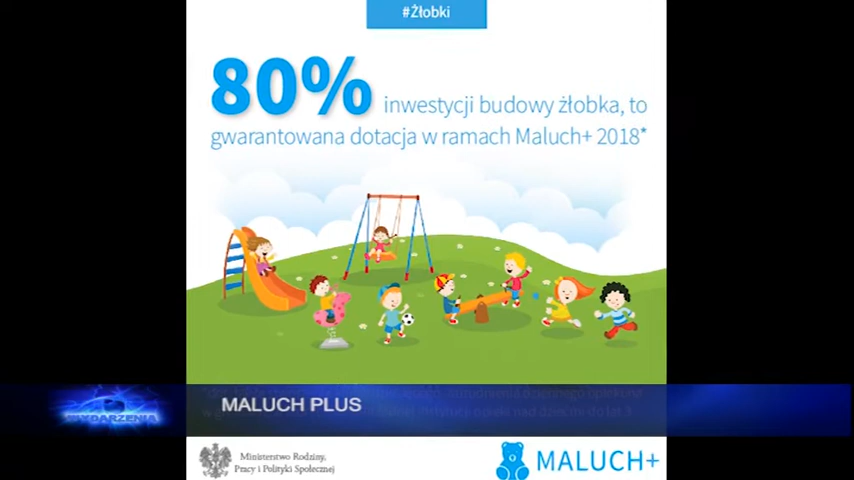 #Żłobki
80% inwestycji budowy żłobka, to
gwarantowana dotacja w ramach Maluch+ 2018*
WYDARZENIA
MALUCH PLUS
Ministerstwo Rodziny,
Pracy i Polityki Społecznej
MALUCH+